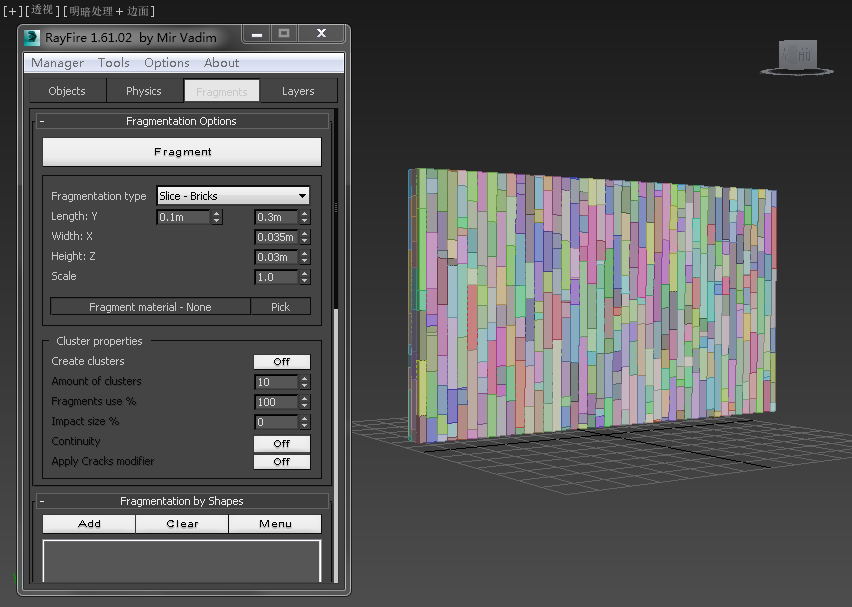 [+][透视][明暗处理 + 边面]
RayFire 1.61.02 by Mir Vadim
Manager Tools Options About
Objects Physics Fragments Layers
- Fragmentation Options
Fragment
Fragmentation type Slice - Bricks
Length: Y 0.1m 0.3m
Width: X 0.035m
Height: Z 0.03m
Scale 1.0
Fragment material - None Pick
Cluster properties
Create clusters Off
Amount of clusters 10
Fragments use % 100
Impact size % 0
Continuity Off
Apply Cracks modifier Off
- Fragmentation by Shapes
Add Clear Menu